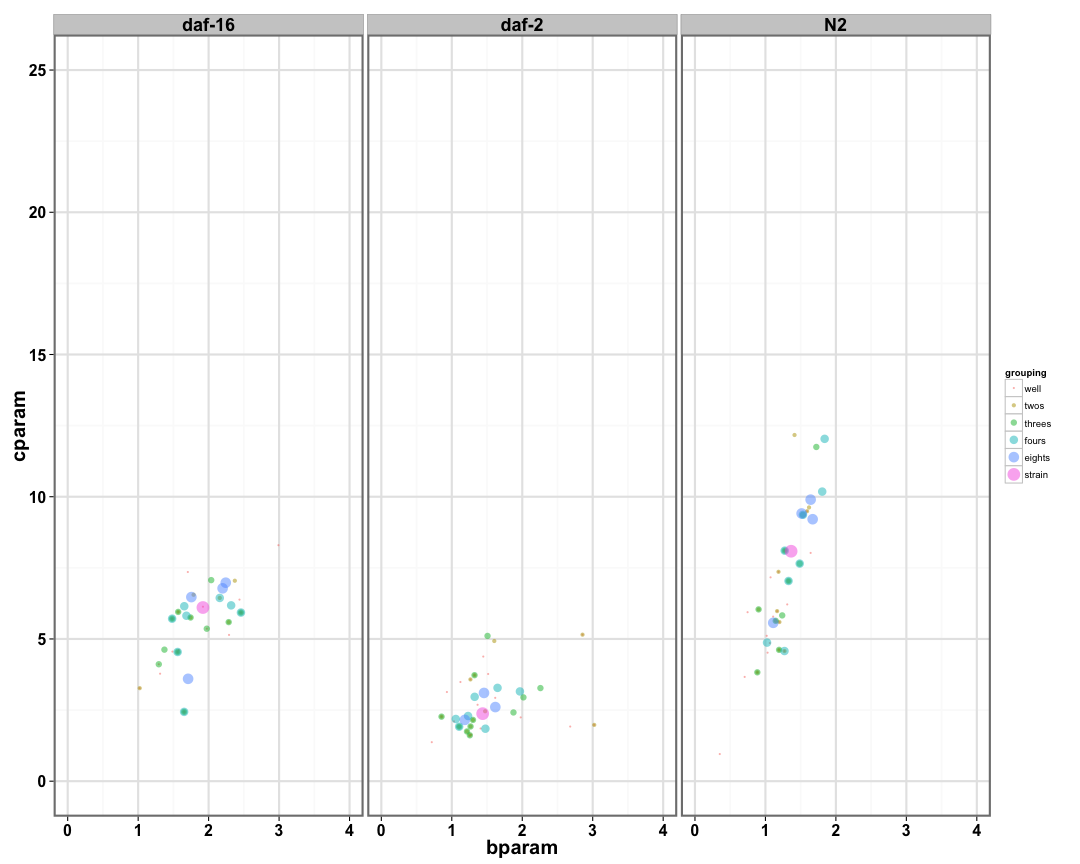 daf-16 daf-2 N2
25
20
15
10
5
0
cparam
0 1 2 3 4 0 1 2 3 4 0 1 2 3 4
bparam
grouping
well
twos
threes
fours
eights
strain